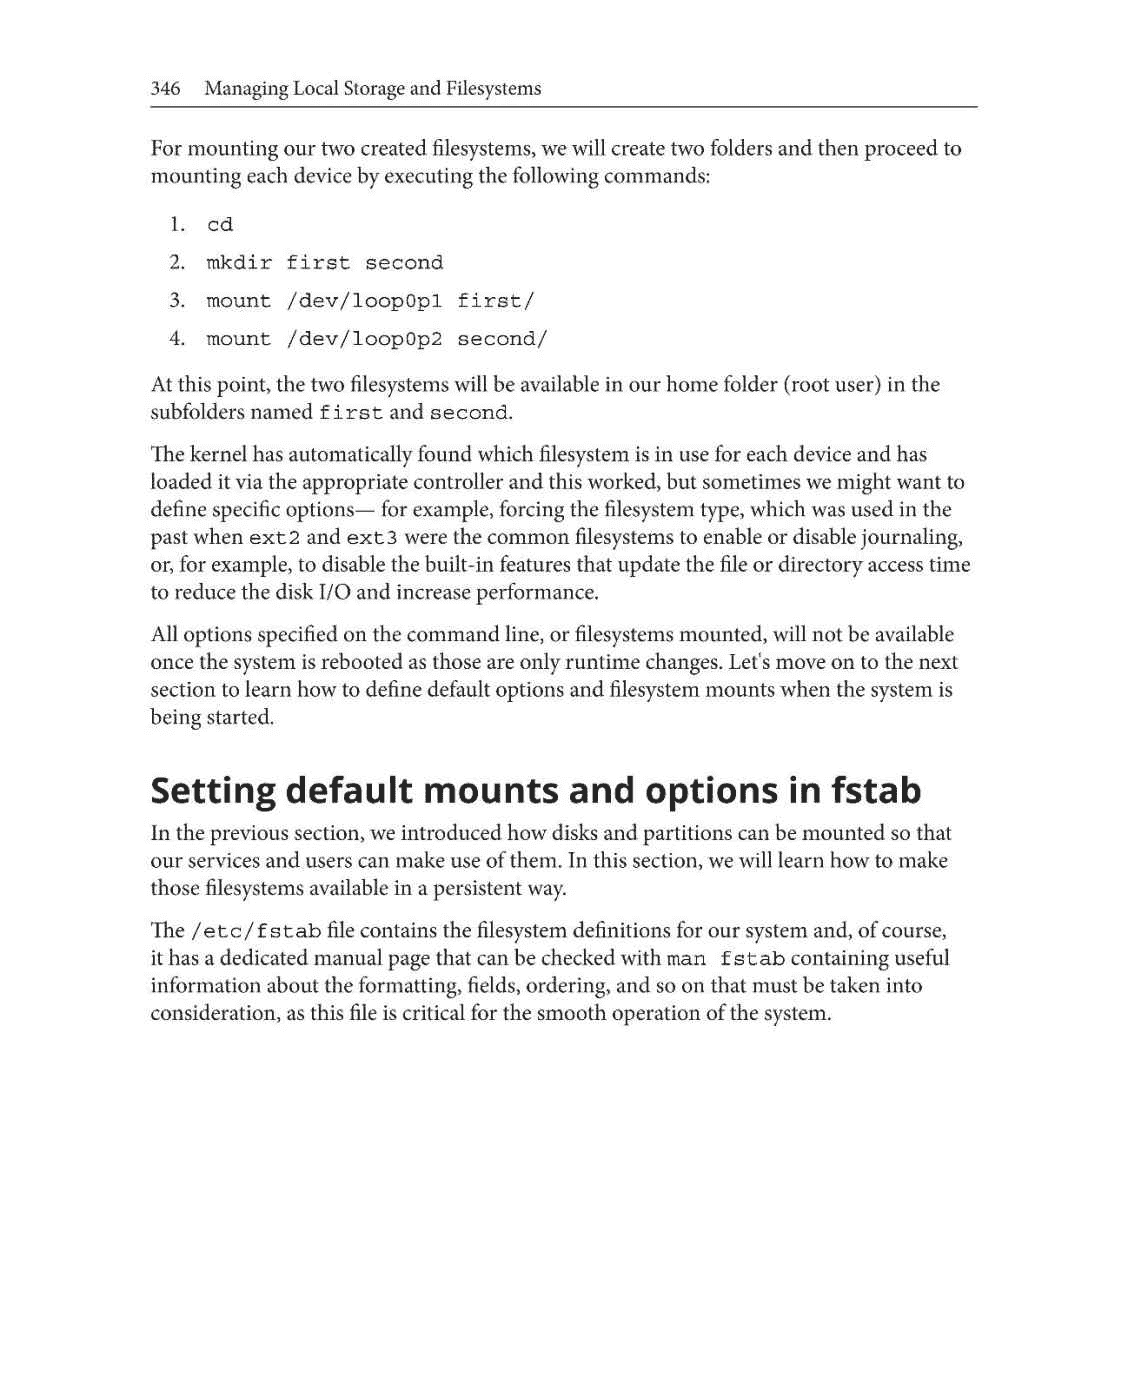 346 Managing Local Storage and Filesystems
For mounting our two created filesystems, we will create two folders and then proceed to
mounting each device by executing the following commands:
1. cd
2. mkdir first second
3. mount /dev/loop0p1 first/
4. mount /dev/loop0p2 second/
At this point, the two filesystems will be available in our home folder (root user) in the
subfolders named first and second.
The kernel has automatically found which filesystem is in use for each device and has
loaded it via the appropriate controller and this worked, but sometimes we might want to
define specific options— for example, forcing the filesystem type, which was used in the
past when ext2 and ext3 were the common filesystems to enable or disable journaling,
or, for example, to disable the built-in features that update the file or directory access time
to reduce the disk I/O and increase performance.
All options specified on the command line, or filesystems mounted, will not be available
once the system is rebooted as those are only runtime changes. Let's move on to the next
section to learn how to define default options and filesystem mounts when the system is
being started.
Setting default mounts and options in fstab
In the previous section, we introduced how disks and partitions can be mounted so that
our services and users can make use of them. In this section, we will learn how to make
those filesystems available in a persistent way.
The /etc/fstab file contains the filesystem definitions for our system and, of course,
it has a dedicated manual page that can be checked with man fstab containing useful
information about the formatting, fields, ordering, and so on that must be taken into
consideration, as this file is critical for the smooth operation of the system.